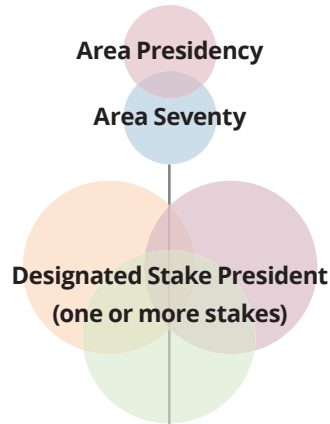 Area Presidency
Area Seventy
Designated Stake President
(one or more stakes)